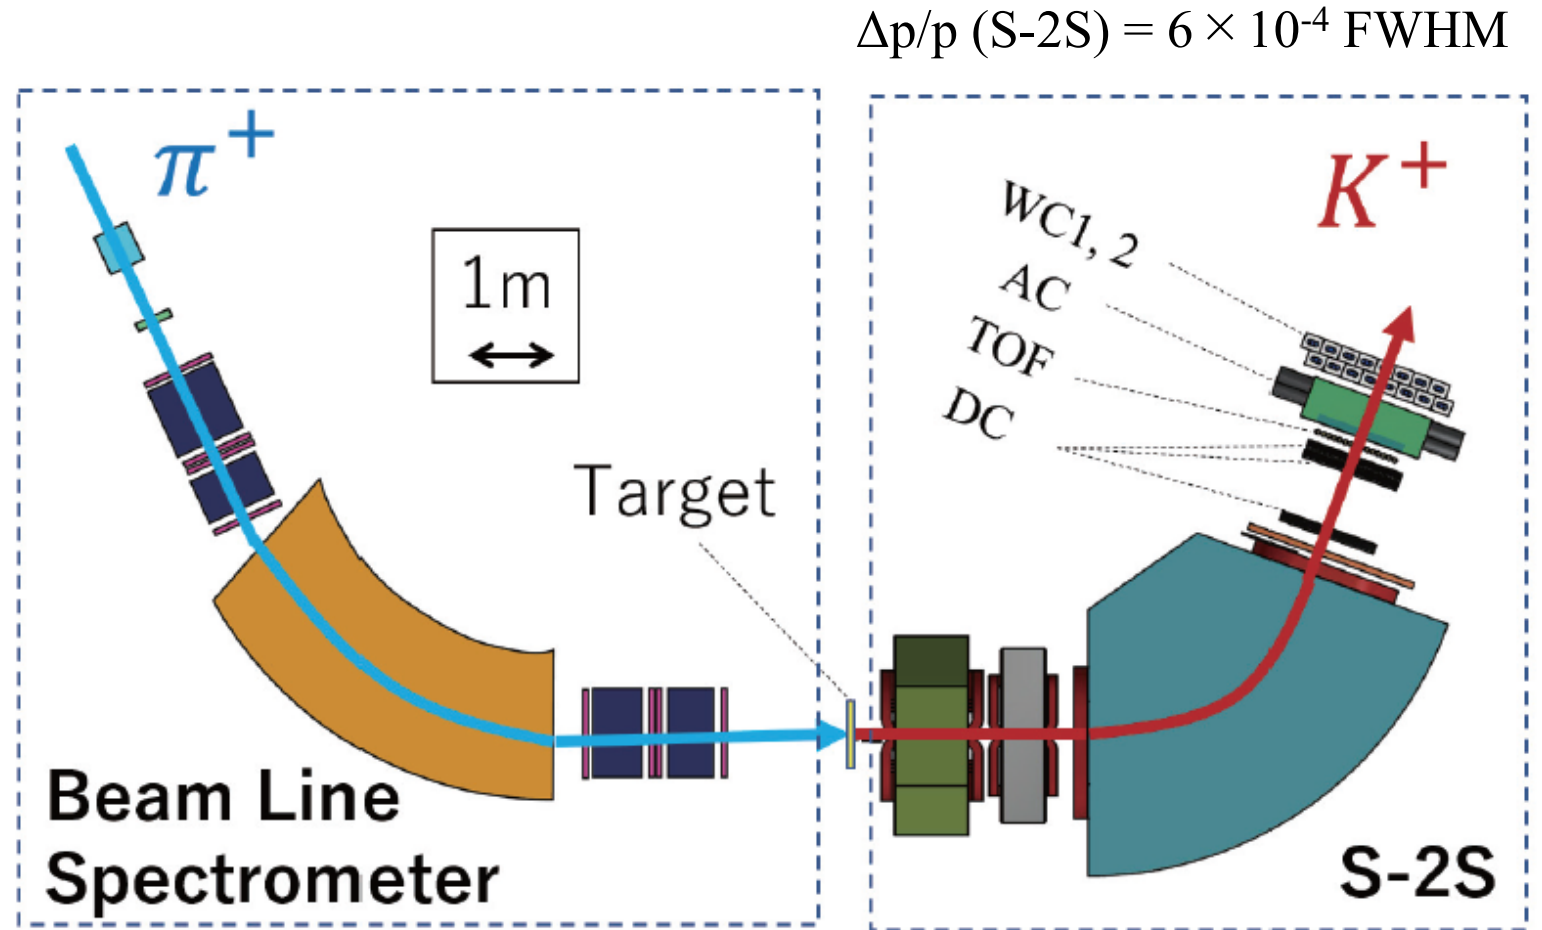 Δp/p (S-2S) = 6 × 10⁻⁴ FWHM
π⁺
1m
Target
Beam Line
Spectrometer
K⁺
WC1, 2
AC
TOF
DC
S-2S